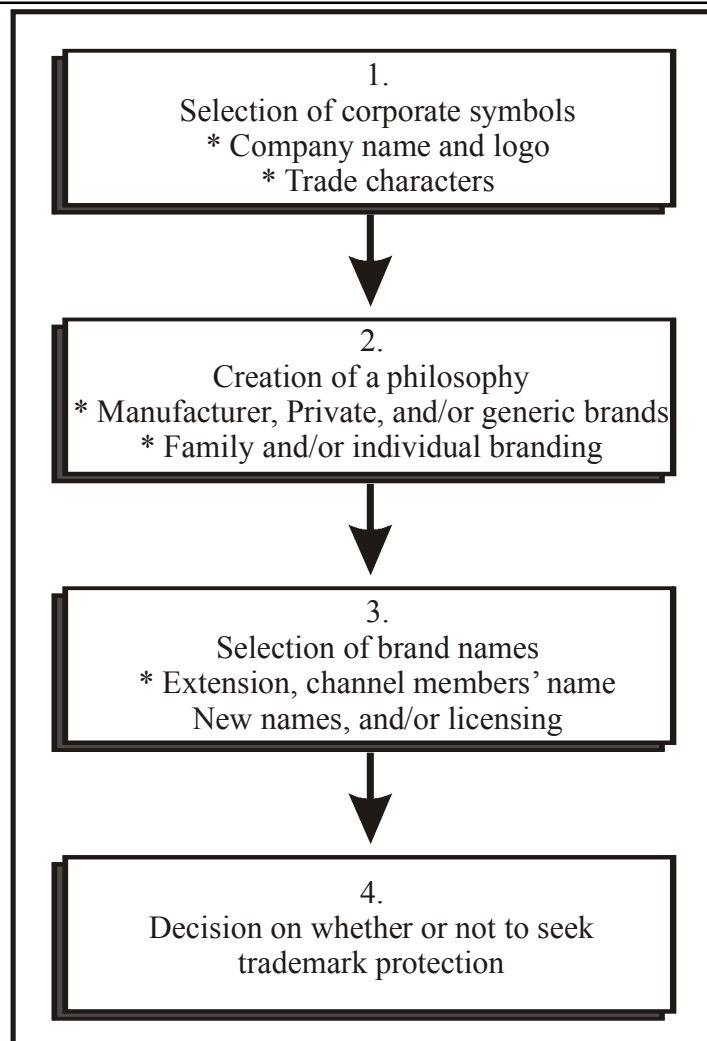 1.
Selection of corporate symbols
* Company name and logo
* Trade characters
2.
Creation of a philosophy
* Manufacturer, Private, and/or generic brands
* Family and/or individual branding
3.
Selection of brand names
* Extension, channel members’ name
New names, and/or licensing
4.
Decision on whether or not to seek
trademark protection